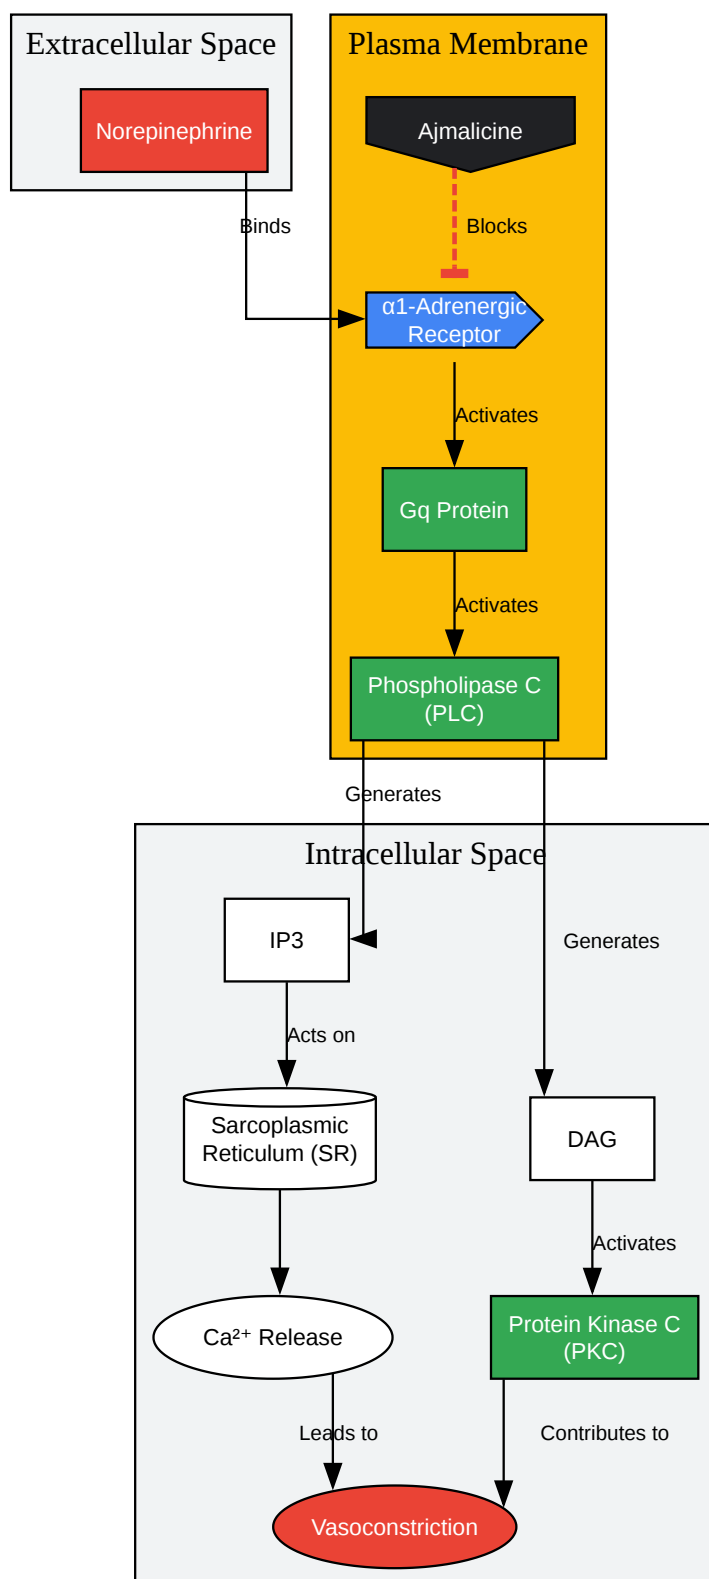 Extracellular Space
Plasma Membrane
Norepinephrine
Ajmalicine
Binds
Blocks
α1-Adrenergic
Receptor
Activates
Gq Protein
Activates
Phospholipase C
(PLC)
Generates
Intracellular Space
IP3
Generates
Acts on
Sarcoplasmic
Reticulum (SR)
DAG
Activates
Ca²⁺ Release
Protein Kinase C
(PKC)
Leads to
Contributes to
Vasoconstriction